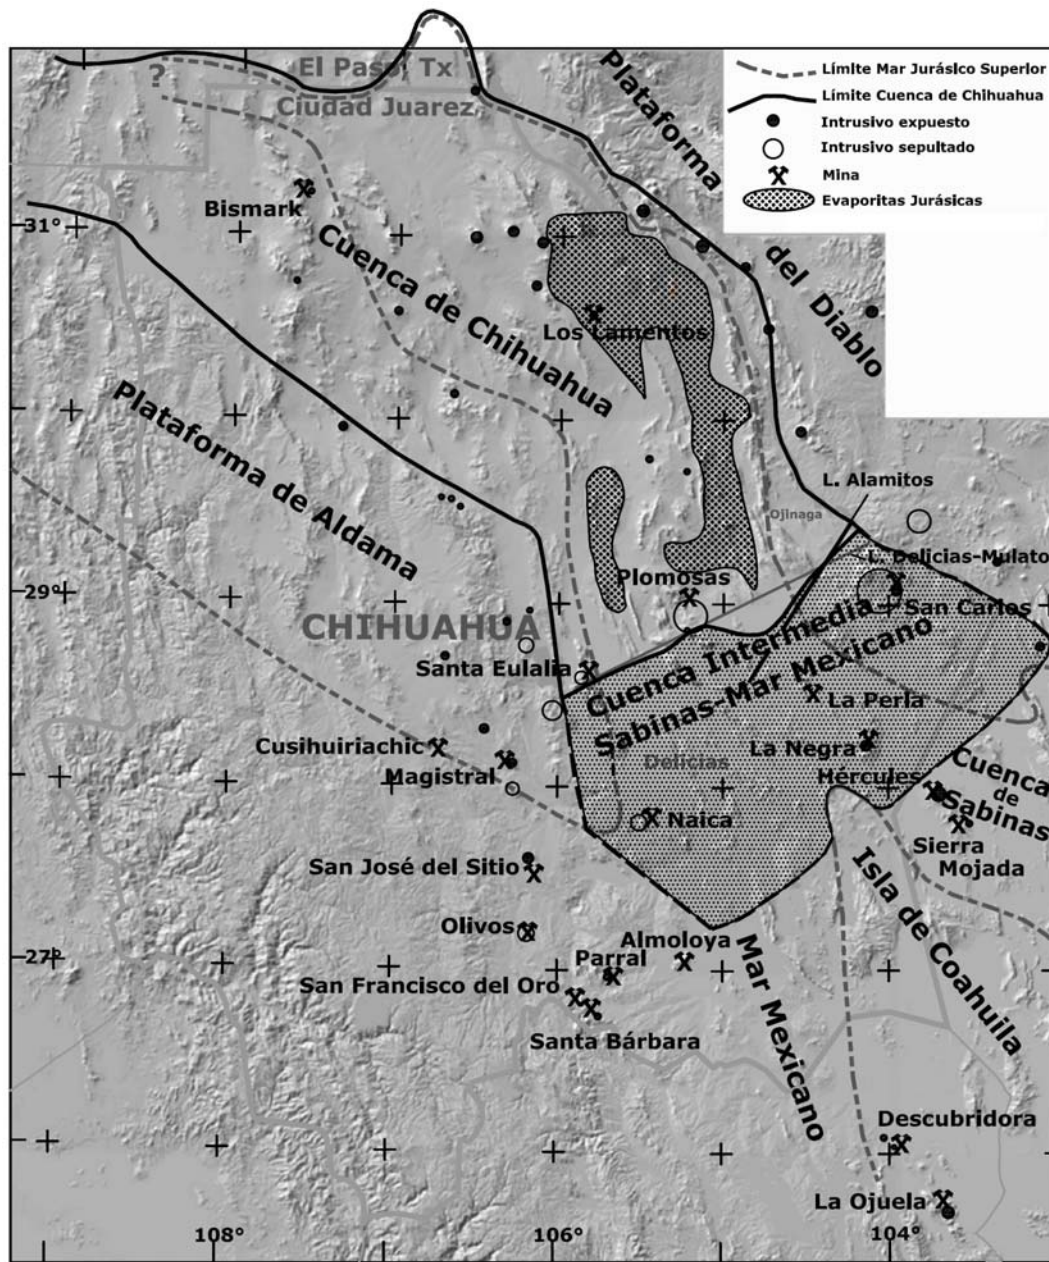 El Paso, Tx
Ciudad Juarez
?
Plataforma
del Diablo
Límite Mar Jurásico Superior
Límite Cuenca de Chihuahua
Intrusivo expuesto
Intrusivo sepultado
Mina
Evaporitas Jurásicas
Bismark
31°
Cuenca de Chihuahua
Los Lamentos
Plataforma de Aldama
L. Alamitos
Ojinaga
L. Delicias-Mulato
Plomosas
29°
San Carlos
CHIHUAHUA
Cuenca Intermedia
Sabinas-Mar Mexicano
Santa Eulalia
La Perla
Cusihuiriachic
La Negra
Delicias
Magistral
Hércules
Cuenca
de
Sabinas
Naica
Sierra
Mojada
San José del Sitio
Isla de Coahuila
Olivos
Almoloya
27°
Parral
Mar Mexicano
San Francisco del Oro
Santa Bárbara
Descubridora
La Ojuela
108°
106°
104°